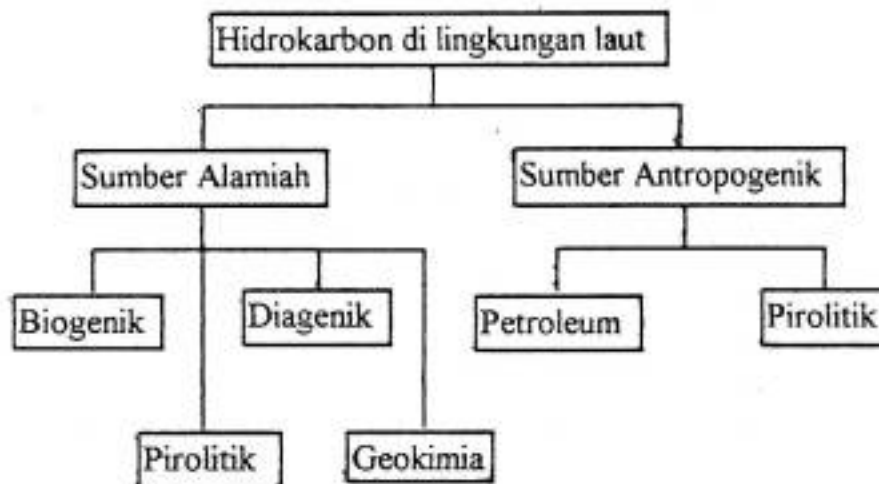 Hidrokarbon di lingkungan laut
Sumber Alamiah
Sumber Antropogenik
Biogenik
Diagenik
Petroleum
Pirolitik
Pirolitik
Geokimia